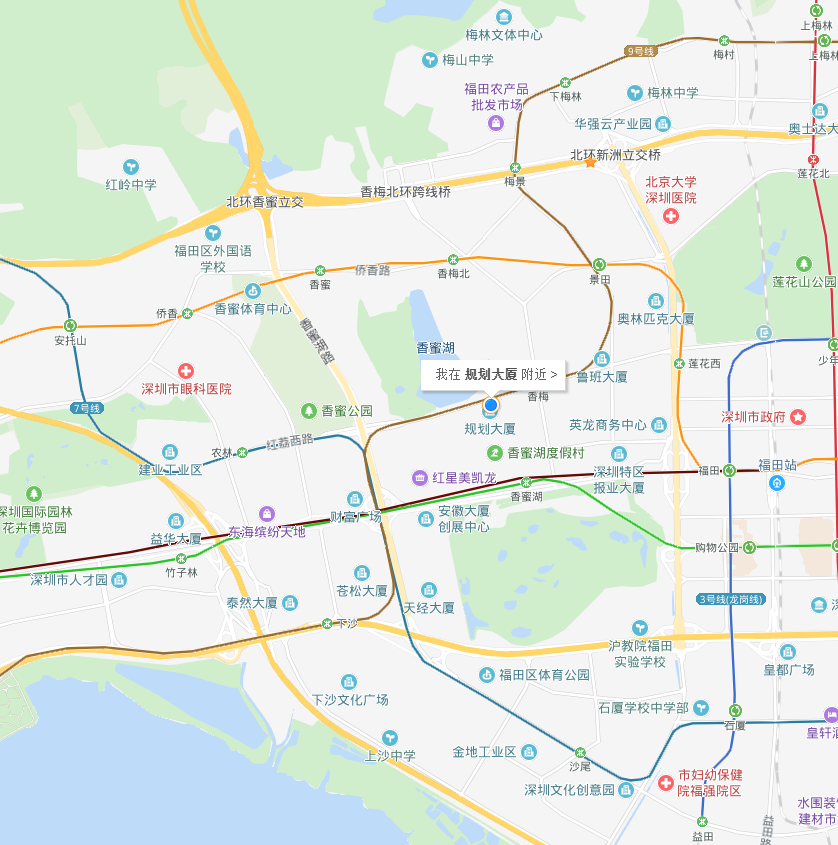 上梅林
梅林文体中心
9号线
梅村
上梅林
梅山中学
福田农产品
批发市场
下梅林
梅林中学
华强云产业园
奥士达大
北环新洲立交桥
红岭中学
梅景
莲花北
北京大学
深圳医院
香梅北环跨线桥
北环香蜜立交
福田区外国语
学校
香蜜
侨香路
香梅北
景田
莲花山公园
香蜜体育中心
侨香
奥林匹克大厦
安托山
香蜜湖路
香蜜湖
莲花西
少年
我在 规划大厦 附近 >
鲁班大厦
深圳市眼科医院
香梅
7号线
香蜜公园
规划大厦
英龙商务中心
深圳市政府
红荔西路
农林
香蜜湖度假村
建业工业区
红星美凯龙
深圳特区
报业大厦
福田
福田站
香蜜湖
深圳国际园林
花卉博览园
财富广场
安徽大厦
创展中心
东海缤纷天地
益华大厦
购物公园
竹子林
深圳市人才园
苍松大厦
泰然大厦
天经大厦
3号线(龙岗线)
深
下沙
沪教院福田
实验学校
皇都广场
福田区体育公园
下沙文化广场
石厦学校中学部
石厦
皇轩酒
上沙中学
金地工业区
沙尾
市妇幼保健
院福强院区
深圳文化创意园
水围装
建材市
益田
益田路